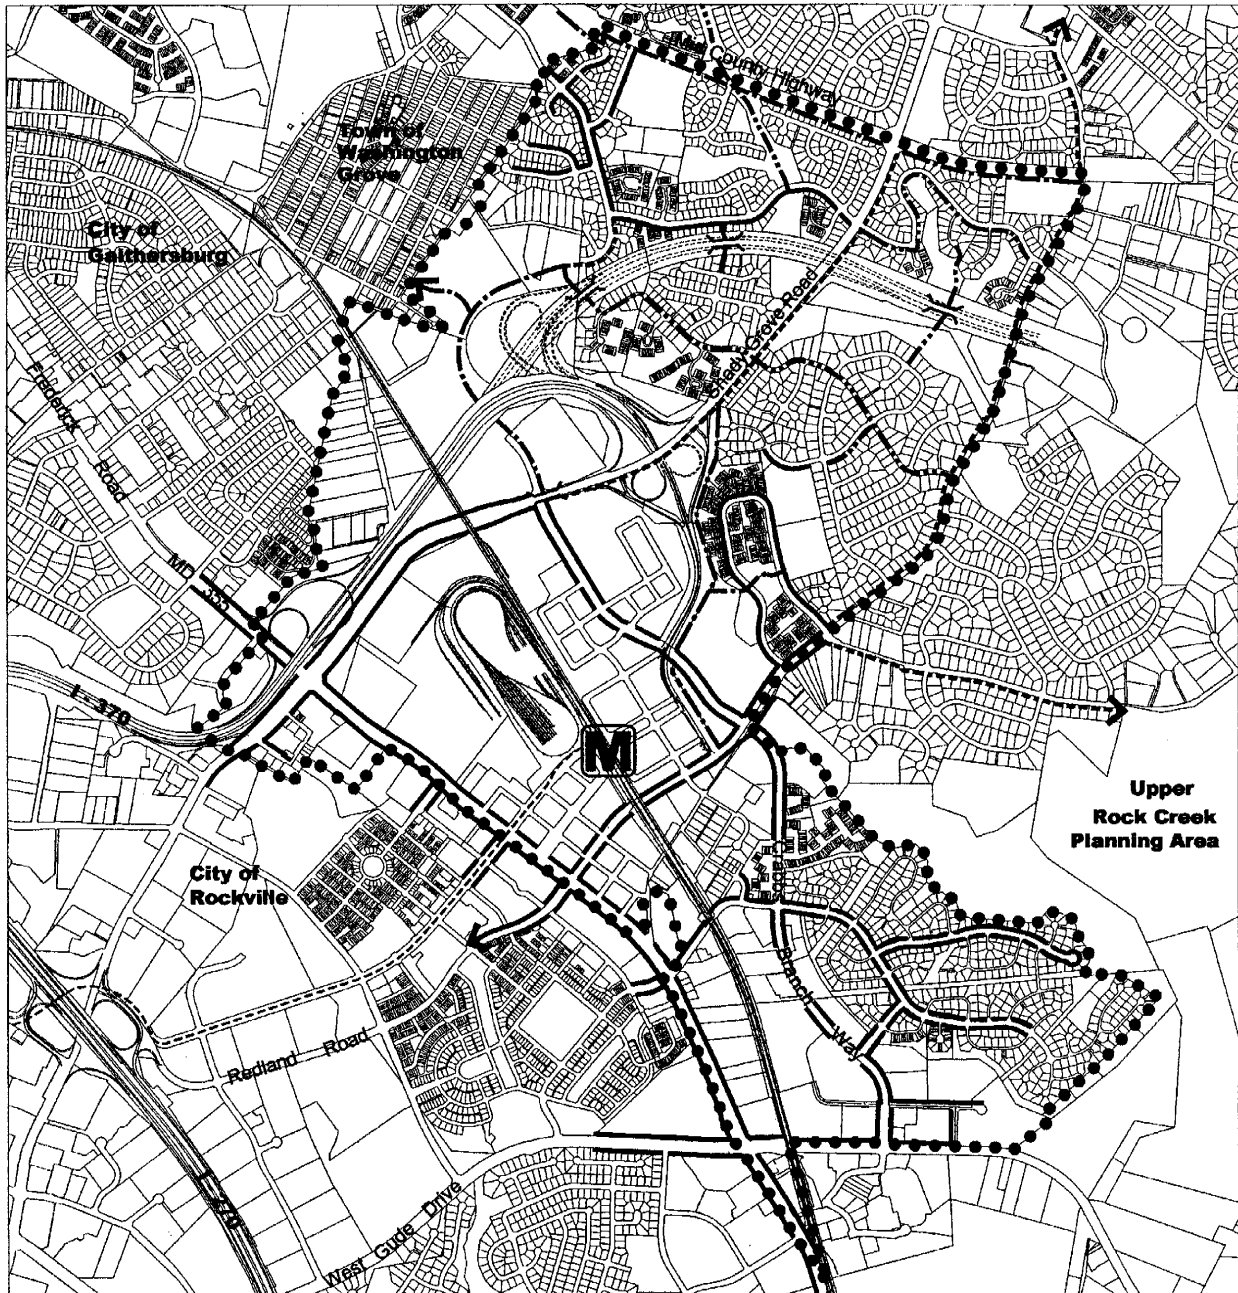 Mid County Highway
Town of
Washington
Grove
City of
Gaithersburg
Shady Grove Road
Frederick
Road
MD 355
I - 370
M
Upper
Rock Creek
Planning Area
City of
Rockville
Crabbs
Branch
Way
Redland Road
I - 270
West Gude Drive